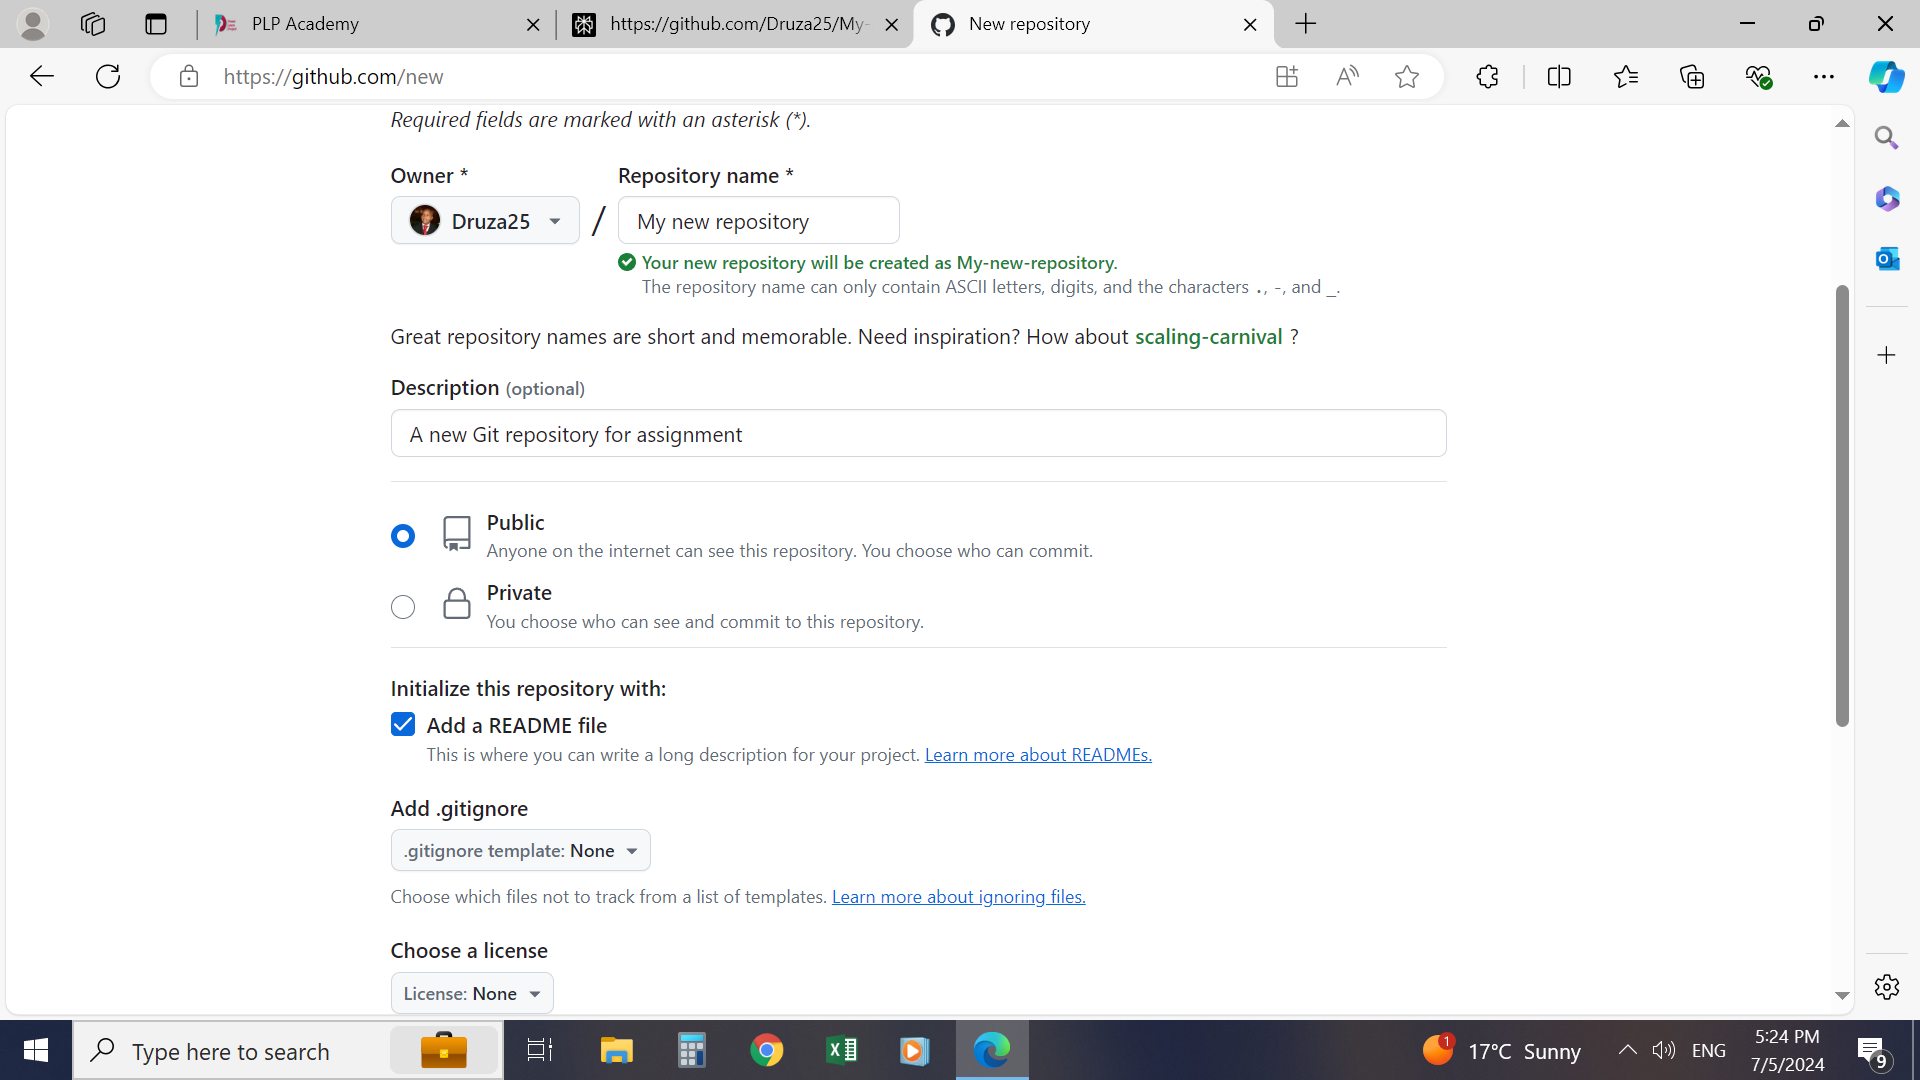 PLP Academy
https://github.com/Druza25/My-
New repository
https://github.com/new
Required fields are marked with an asterisk (*).
Owner *
Repository name *
Druza25
/
My new repository
Your new repository will be created as My-new-repository.
The repository name can only contain ASCII letters, digits, and the characters ., -, and _.
Great repository names are short and memorable. Need inspiration? How about scaling-carnival ?
Description (optional)
A new Git repository for assignment
Public
Anyone on the internet can see this repository. You choose who can commit.
Private
You choose who can see and commit to this repository.
Initialize this repository with:
Add a README file
This is where you can write a long description for your project. Learn more about READMEs.
Add .gitignore
.gitignore template: None
Choose which files not to track from a list of templates. Learn more about ignoring files.
Choose a license
License: None
Type here to search
1
17°C Sunny
ENG
5:24 PM
7/5/2024
9